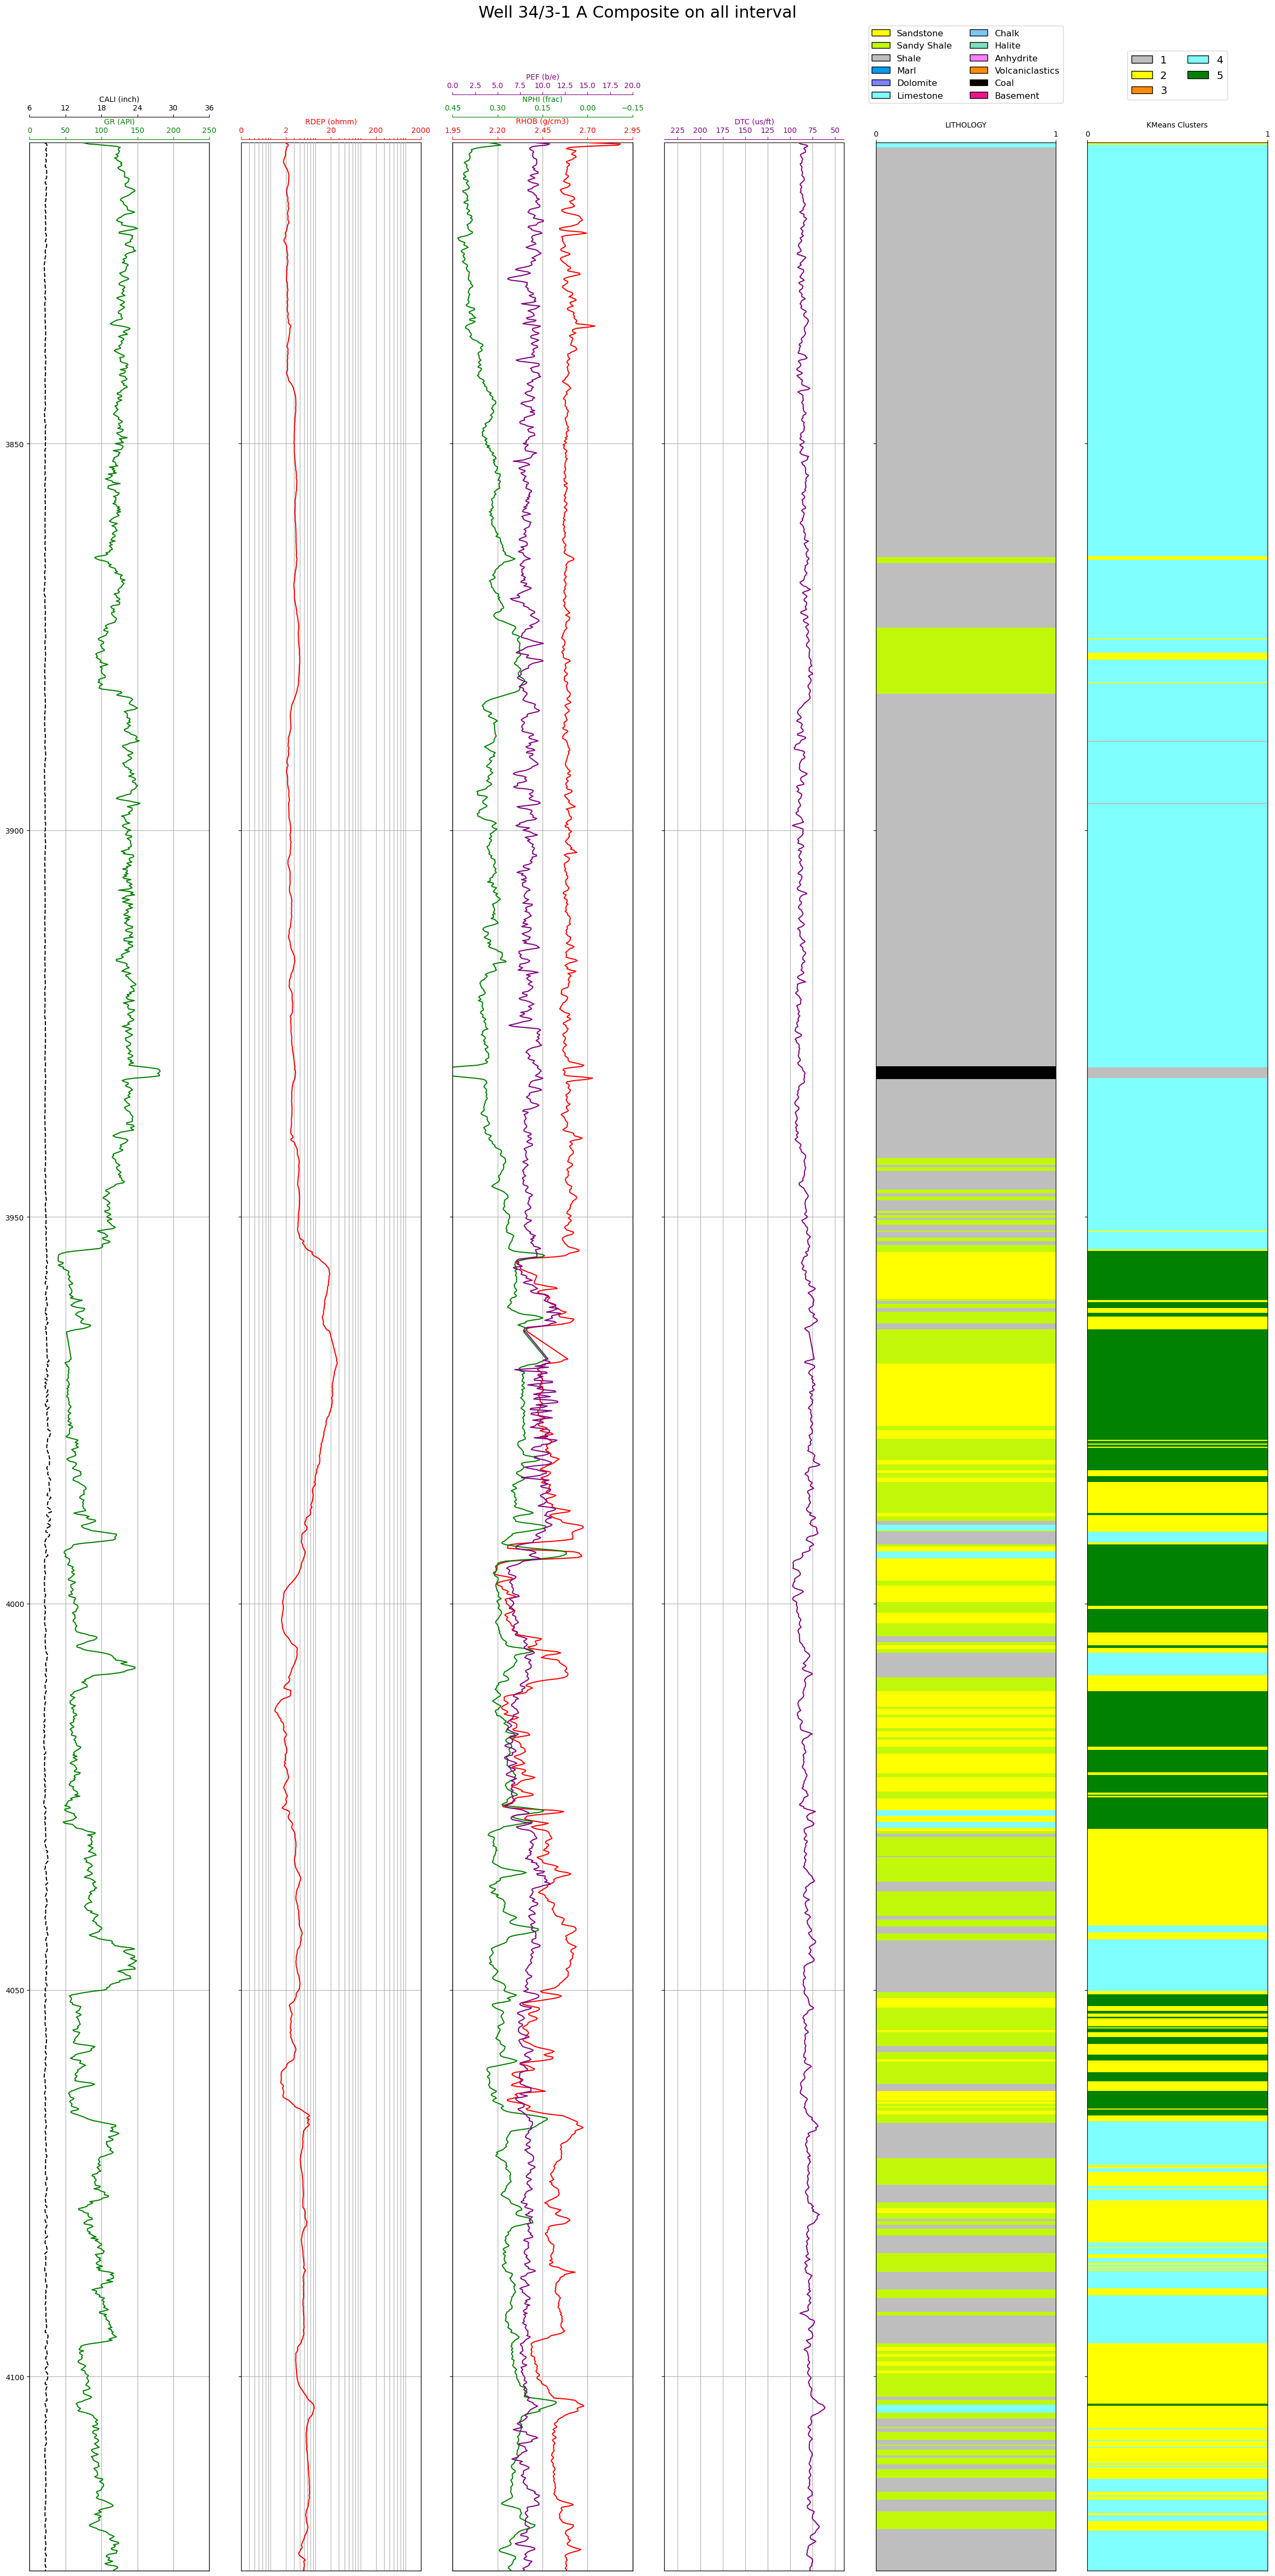 Well 34/3-1 A Composite on all interval
Sandstone Chalk
Sandy Shale Halite
Shale Anhydrite
Marl Volcaniclastics
Dolomite Coal
Limestone Basement
1 4
2 5
3
PEF (b/e)
0.0 2.5 5.0 7.5 10.0 12.5 15.0 17.5 20.0
CALI (inch)
6 12 18 24 30 36
NPHI (frac)
0.45 0.30 0.15 0.00 −0.15
GR (API)
0 50 100 150 200 250
RDEP (ohmm)
0 2 20 200 2000
RHOB (g/cm3)
1.95 2.20 2.45 2.70 2.95
DTC (us/ft)
225 200 175 150 125 100 75 50
LITHOLOGY
0 1
KMeans Clusters
0 1
3850
3900
3950
4000
4050
4100